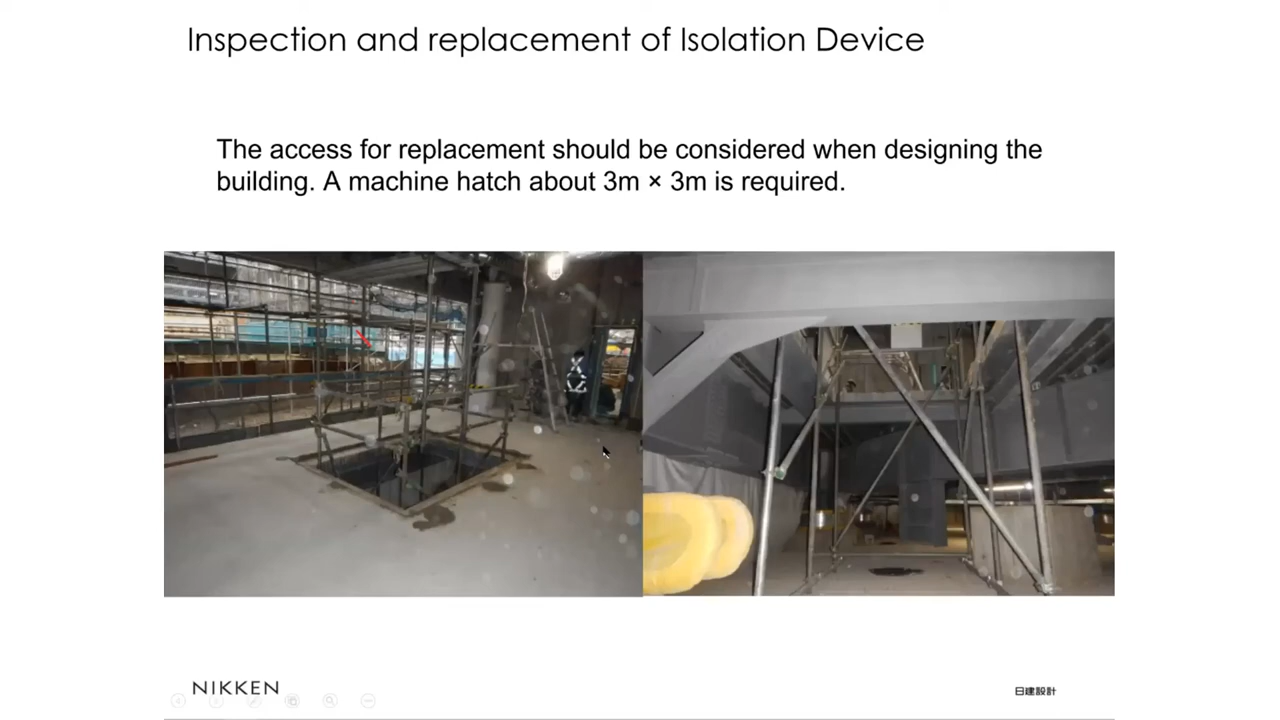 Inspection and replacement of Isolation Device
The access for replacement should be considered when designing the
building. A machine hatch about 3m × 3m is required.
NIKKEN
日建設計